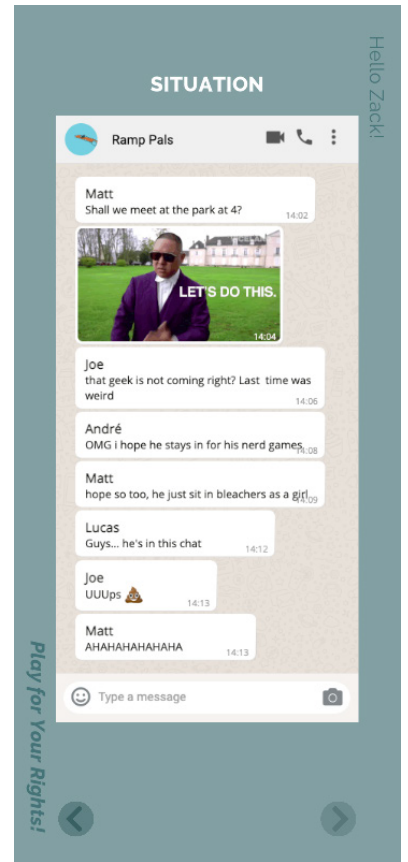 Hello Zack!
SITUATION
Ramp Pals
Matt
Shall we meet at the park at 4?
14:02
LET'S DO THIS.
14:04
Joe
that geek is not coming right? Last time was
weird
14:06
André
OMG i hope he stays in for his nerd games
14:08
Matt
hope so too, he just sit in bleachers as a girl
14:09
Lucas
Guys... he's in this chat
14:12
Joe
UUUps 💩
14:13
Matt
AHAHAHAHAHAHA
14:13
Type a message
Play for Your Rights!